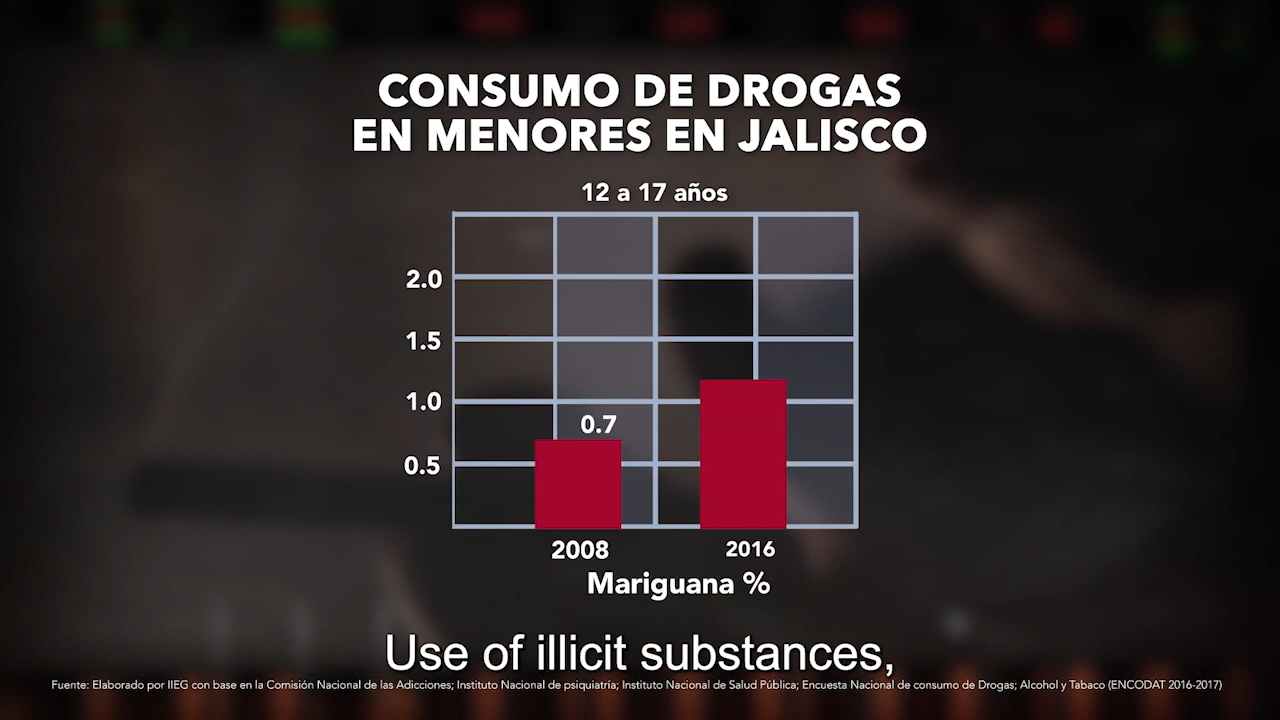 CONSUMO DE DROGAS
EN MENORES EN JALISCO
12 a 17 años
2.0
1.5
1.0
0.5
0.7
2008
2016
Mariguana %
Use of illicit substances,
Fuente: Elaborado por IIEG con base en la Comisión Nacional de las Adicciones; Instituto Nacional de psiquiatría; Instituto Nacional de Salud Pública; Encuesta Nacional de consumo de Drogas; Alcohol y Tabaco (ENCODAT 2016-2017)